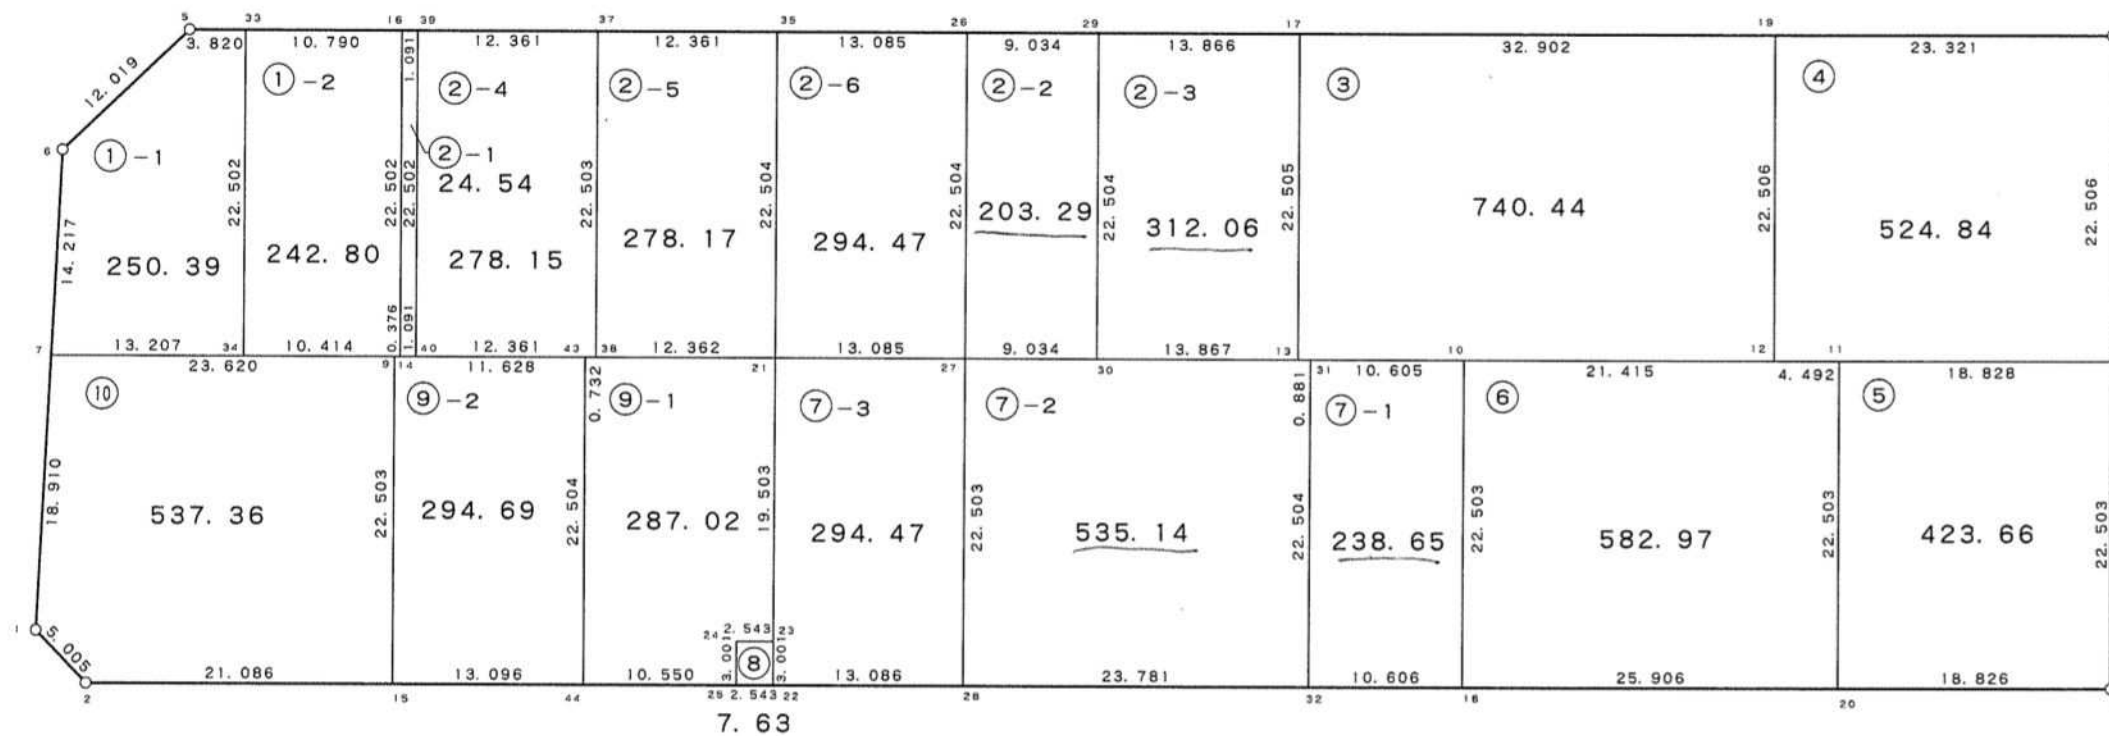 5 33 16 39 37 35 26 29 17 19
3. 820 10. 790 12. 361 12. 361 13. 085 9. 034 13. 866 32. 902 23. 321
12. 019
1. 091
①-2 ②-4 ②-5 ②-6 ②-2 ②-3 ③ ④
6 ①-1 ②-1
22. 502 22. 502 22. 502 22. 503 22. 504 22. 504 22. 504 22. 505 22. 506 22. 506
24. 54
14. 217
250. 39 242. 80 278. 15 278. 17 294. 47 203. 29 312. 06 740. 44 524. 84
0. 376 1. 091
7 13. 207 34 10. 414 40 12. 361 43 38 12. 362 13. 085 9. 034 13. 867 13 10 12 11
23. 620 9 14 11. 628 21 27 30 31 10. 605 21. 415 4. 492 18. 828
0. 732 0. 881
⑩ ⑨-2 ⑨-1 ⑦-3 ⑦-2 ⑦-1 ⑥ ⑤
18. 910 22. 503 22. 504 19. 503 22. 503 22. 504 22. 503 22. 503 22. 503
537. 36 294. 69 287. 02 294. 47 535. 14 238. 65 582. 97 423. 66
1 24 2. 543 23
5. 005 3. 001 ⑧ 3. 001
21. 086 13. 096 10. 550 13. 086 23. 781 10. 606 25. 906 18. 826
2 15 44 25 2. 543 22 28 32 16 20
7. 63